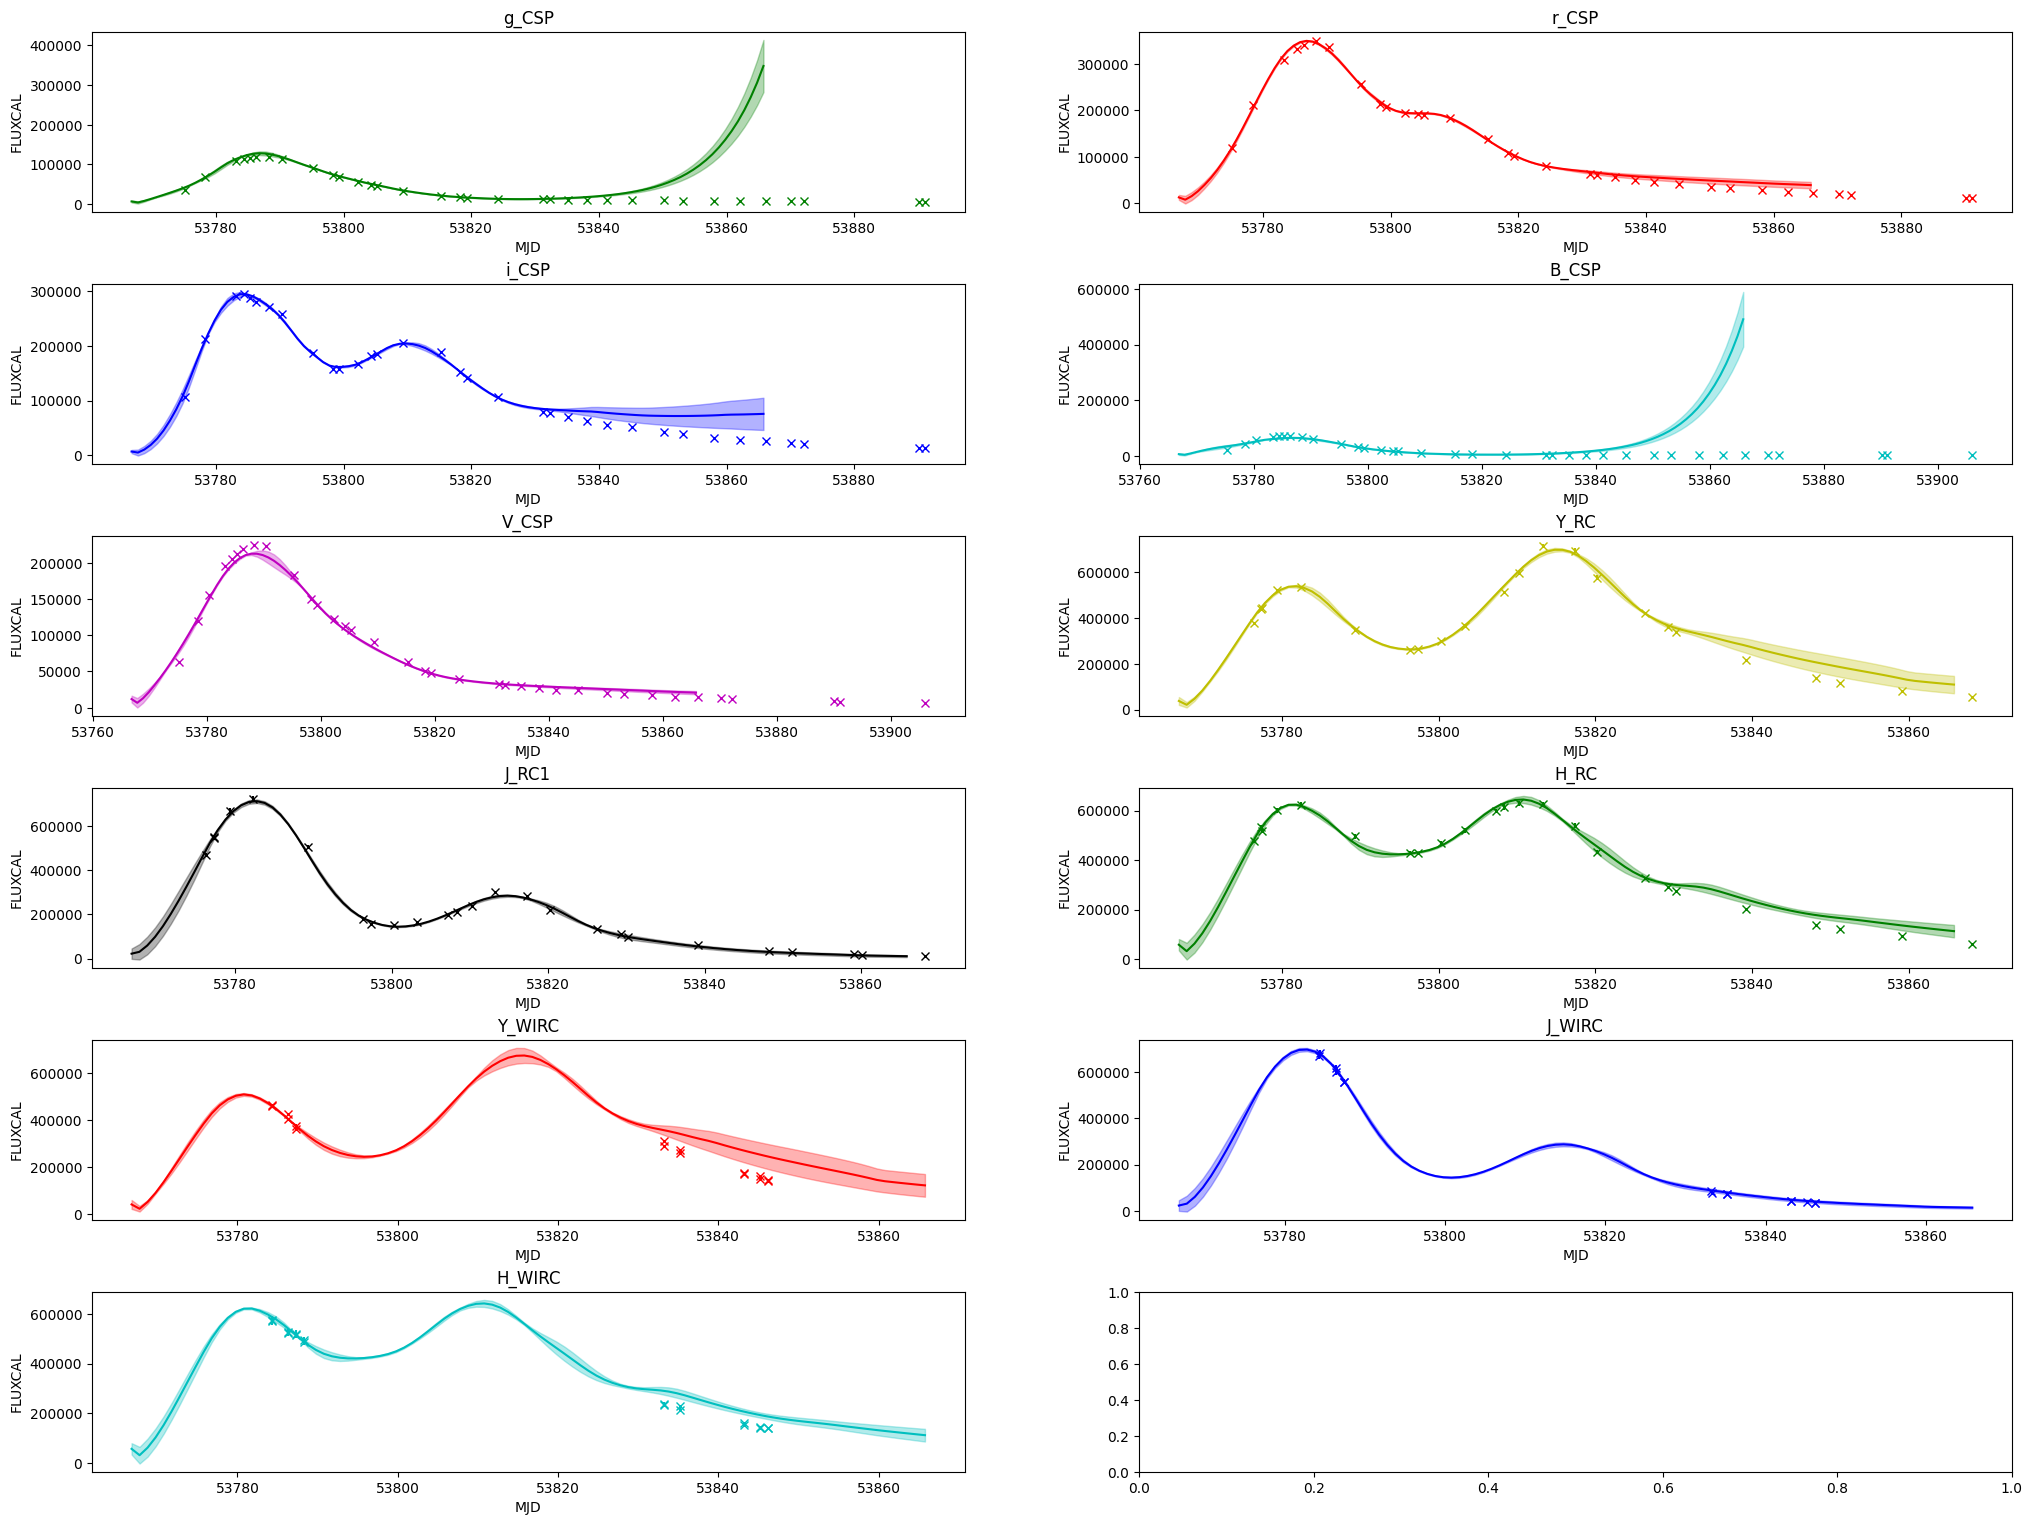 g_CSP
FLUXCAL
400000
300000
200000
100000
0
53780 53800 53820 53840 53860 53880
MJD
r_CSP
FLUXCAL
300000
200000
100000
0
53780 53800 53820 53840 53860 53880
MJD
i_CSP
FLUXCAL
300000
200000
100000
0
53780 53800 53820 53840 53860 53880
MJD
B_CSP
FLUXCAL
600000
400000
200000
0
53760 53780 53800 53820 53840 53860 53880 53900
MJD
V_CSP
FLUXCAL
200000
150000
100000
50000
0
53760 53780 53800 53820 53840 53860 53880 53900
MJD
Y_RC
FLUXCAL
600000
400000
200000
0
53780 53800 53820 53840 53860
MJD
J_RC1
FLUXCAL
600000
400000
200000
0
53780 53800 53820 53840 53860
MJD
H_RC
FLUXCAL
600000
400000
200000
0
53780 53800 53820 53840 53860
MJD
Y_WIRC
FLUXCAL
600000
400000
200000
0
53780 53800 53820 53840 53860
MJD
J_WIRC
FLUXCAL
600000
400000
200000
0
53780 53800 53820 53840 53860
MJD
H_WIRC
FLUXCAL
600000
400000
200000
0
53780 53800 53820 53840 53860
MJD
1.0
0.8
0.6
0.4
0.2
0.0
0.0 0.2 0.4 0.6 0.8 1.0